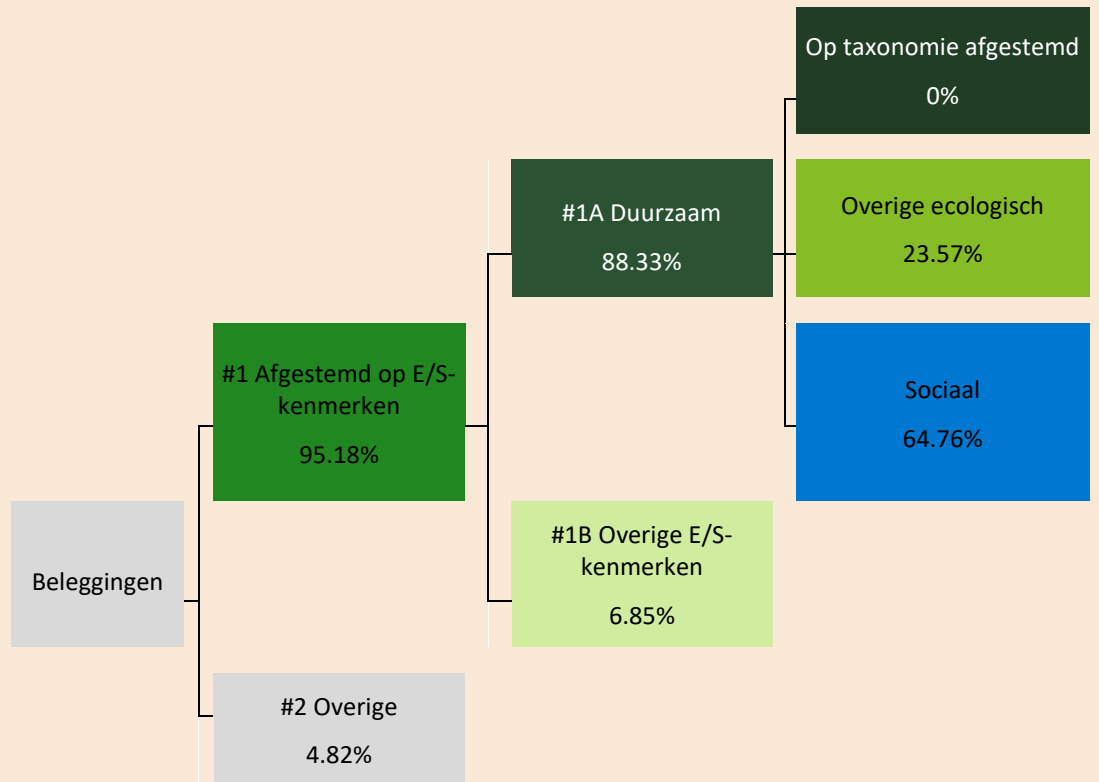 Op taxonomie afgestemd
0%
#1A Duurzaam
88.33%
Overige ecologisch
23.57%
#1 Afgestemd op E/S-
kenmerken
95.18%
Sociaal
64.76%
Beleggingen
#1B Overige E/S-
kenmerken
6.85%
#2 Overige
4.82%